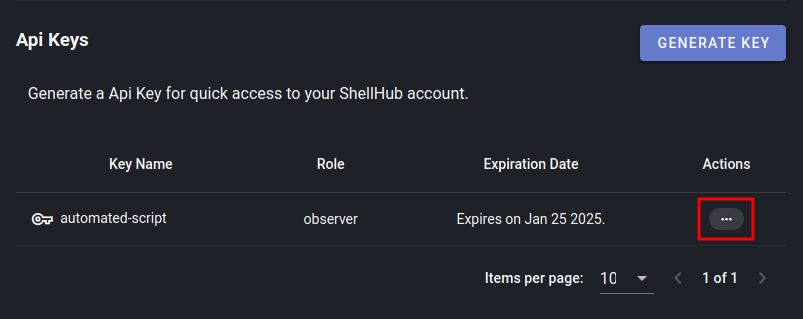 Api Keys
GENERATE KEY
Generate a Api Key for quick access to your ShellHub account.
Key Name Role Expiration Date Actions
automated-script observer Expires on Jan 25 2025. ...
Items per page: 10 1 of 1